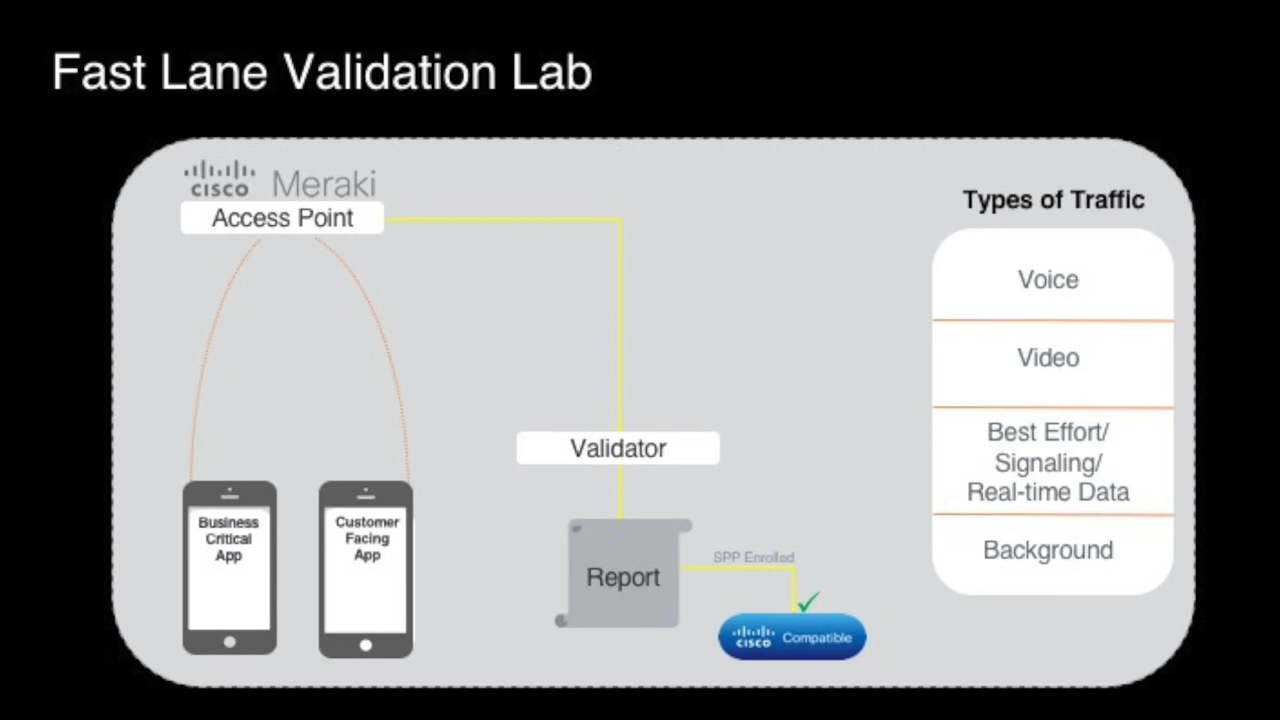 Fast Lane Validation Lab
CISCO Meraki
Access Point
Types of Traffic
Voice
Video
Best Effort/
Signaling/
Real-time Data
Background
Validator
Business
Critical
App
Customer
Facing
App
Report
SPP Enrolled
CISCO Compatible